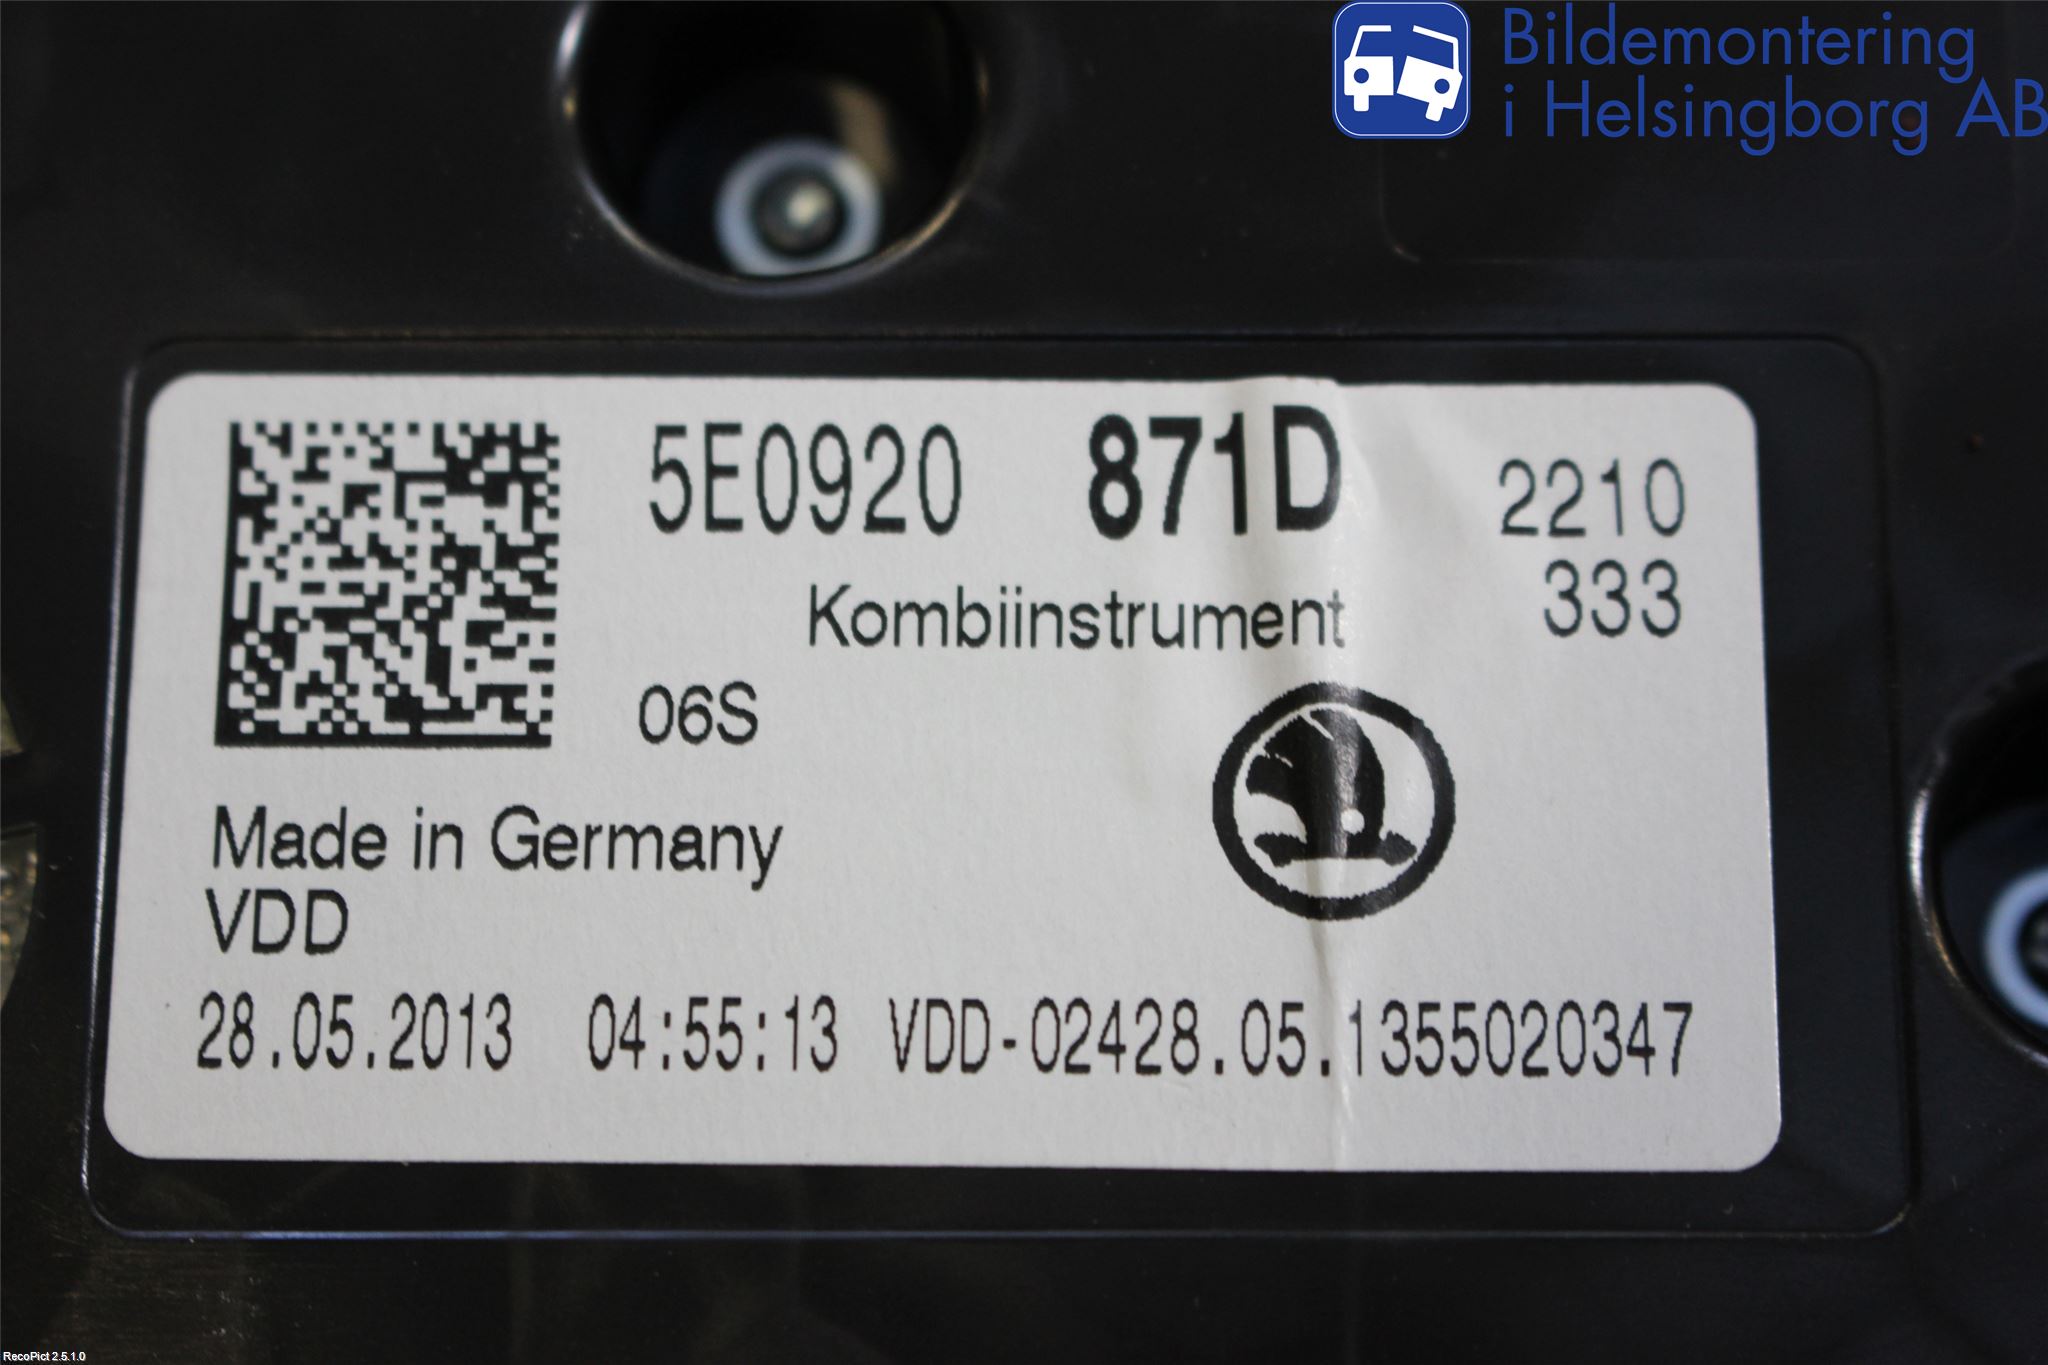 Bildemontering
i Helsingborg AB
5E0920 871D 2210
333
Kombiinstrument
06S
Made in Germany
VDD
28.05.2013 04:55:13 VDD-02428.05.1355020347
RecoPict 2.5.1.0